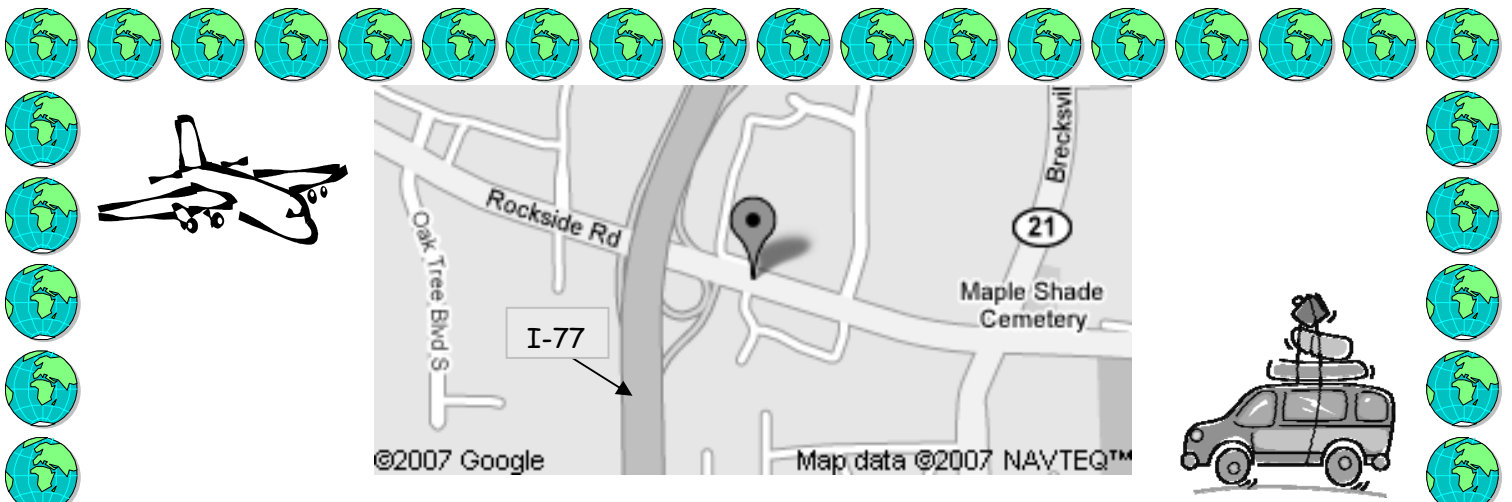 Brecksvil
Rockside Rd
Oak Tree Blvd S
21
Maple Shade
Cemetery
I-77
©2007 Google
Map data ©2007 NAVTEQ™